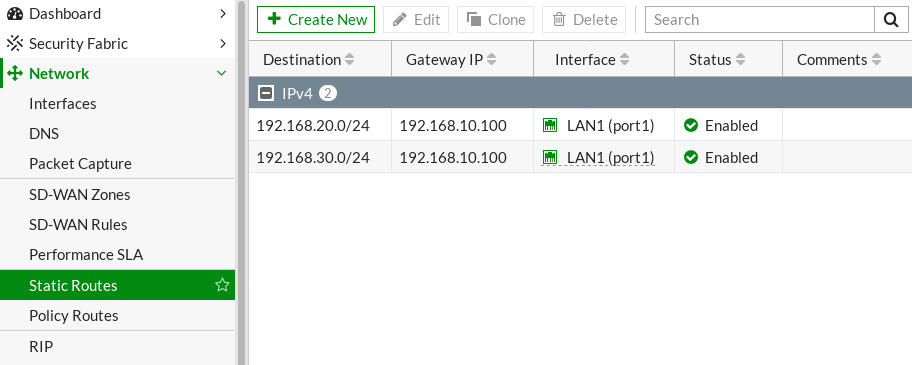 Dashboard
Security Fabric
Network
Interfaces
DNS
Packet Capture
SD-WAN Zones
SD-WAN Rules
Performance SLA
Static Routes
Policy Routes
RIP
Create New Edit Clone Delete Search
Destination Gateway IP Interface Status Comments
IPv4 2
192.168.20.0/24 192.168.10.100 LAN1 (port1) Enabled
192.168.30.0/24 192.168.10.100 LAN1 (port1) Enabled